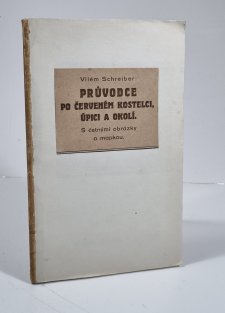 Vilém Schreiber:
PRŮVODCE
PO ČERVENÉM KOSTELCI,
ÚPICI A OKOLÍ.
S četnými obrázky
a mapkou.